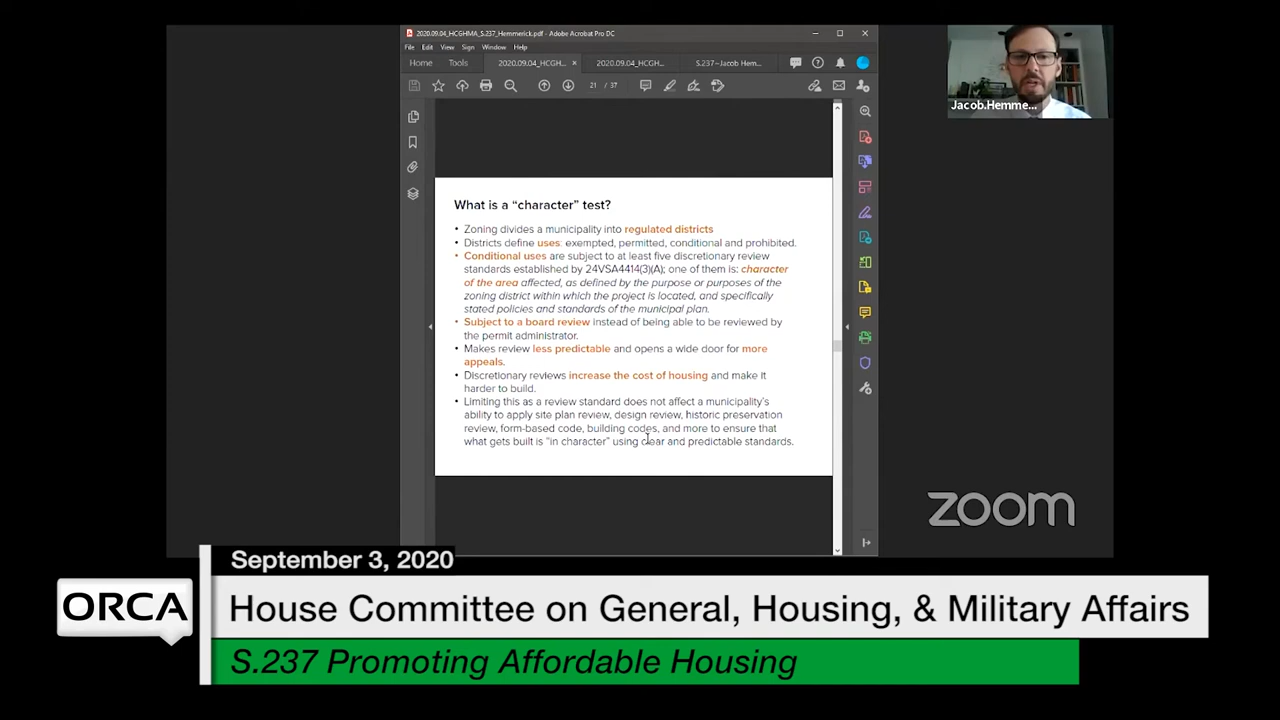 2020.09.04_HCGHMA_S.237_Hemmerick.pdf - Adobe Acrobat Pro DC
File Edit View Sign Window Help
Home Tools 2020.09.04_HCGH... × 2020.09.04_HCGH... S.237~Jacob Hem...
21 / 37
Jacob.Hemme...
What is a “character” test?
• Zoning divides a municipality into regulated districts
• Districts define uses: exempted, permitted, conditional and prohibited.
• Conditional uses are subject to at least five discretionary review
standards established by 24VSA4414(3)(A); one of them is: character
of the area affected, as defined by the purpose or purposes of the
zoning district within which the project is located, and specifically
stated policies and standards of the municipal plan.
• Subject to a board review instead of being able to be reviewed by
the permit administrator.
• Makes review less predictable and opens a wide door for more
appeals.
• Discretionary reviews increase the cost of housing and make it
harder to build.
• Limiting this as a review standard does not affect a municipality’s
ability to apply site plan review, design review, historic preservation
review, form-based code, building codes, and more to ensure that
what gets built is “in character” using clear and predictable standards.
zoom
September 3, 2020
ORCA
House Committee on General, Housing, & Military Affairs
S.237 Promoting Affordable Housing